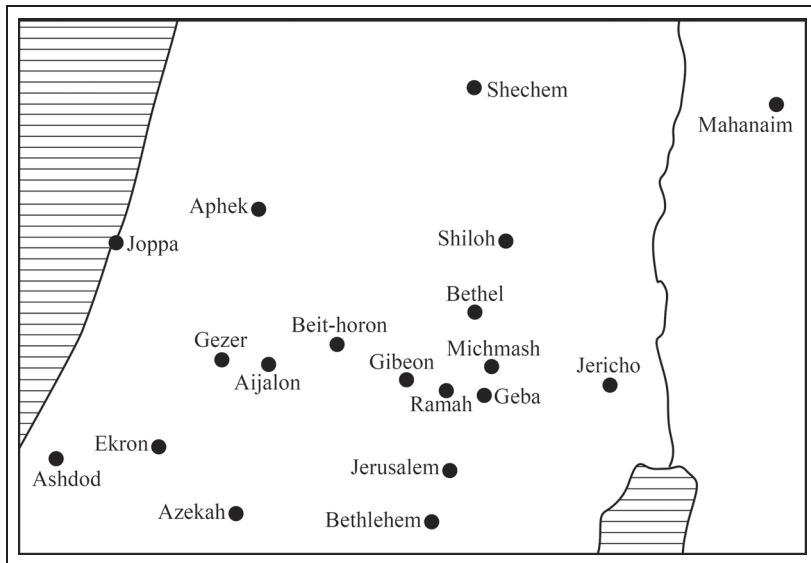 Shechem
Mahanaim
Aphek
Joppa
Shiloh
Bethel
Beit-horon
Gezer
Aijalon
Gibeon
Michmash
Jericho
Ramah
Geba
Ekron
Ashdod
Jerusalem
Azekah
Bethlehem